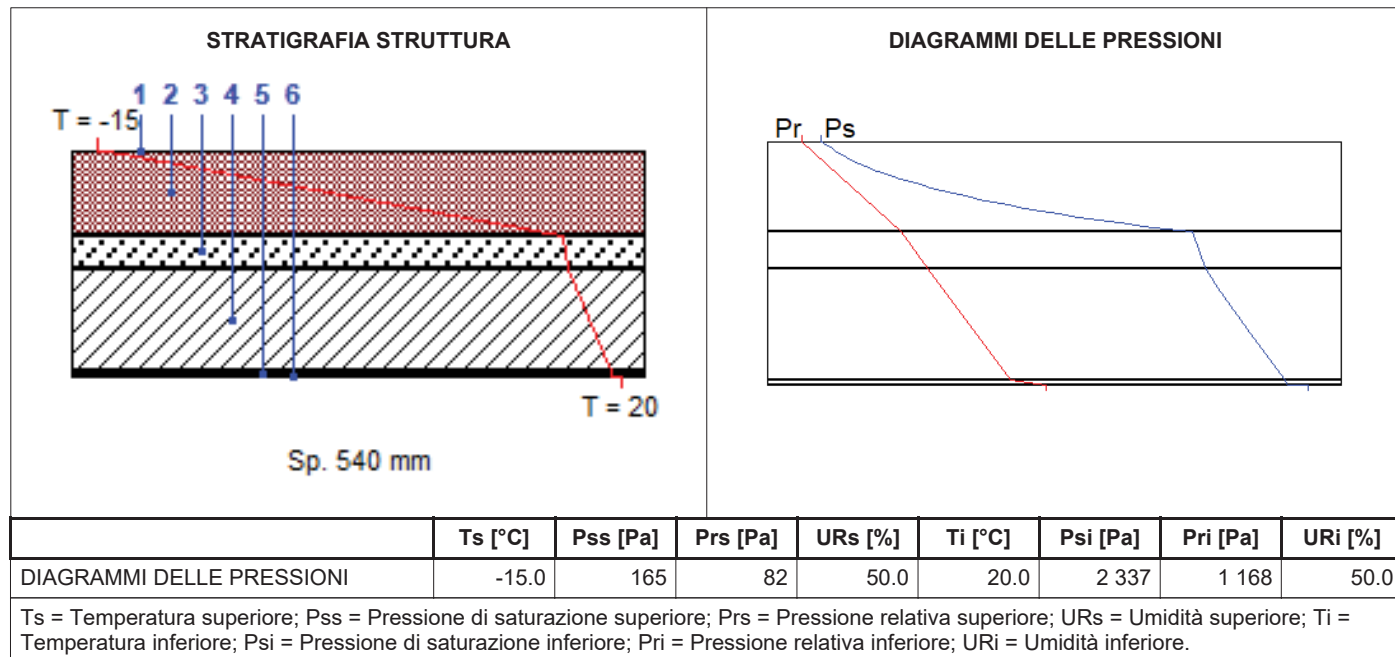 STRATIGRAFIA STRUTTURA
1 2 3 4 5 6
T = -15
T = 20
Sp. 540 mm
DIAGRAMMI DELLE PRESSIONI
Pr Ps
Ts [°C] Pss [Pa] Prs [Pa] URs [%] Ti [°C] Psi [Pa] Pri [Pa] URi [%]
DIAGRAMMI DELLE PRESSIONI -15.0 165 82 50.0 20.0 2 337 1 168 50.0
Ts = Temperatura superiore; Pss = Pressione di saturazione superiore; Prs = Pressione relativa superiore; URs = Umidità superiore; Ti =
Temperatura inferiore; Psi = Pressione di saturazione inferiore; Pri = Pressione relativa inferiore; URi = Umidità inferiore.